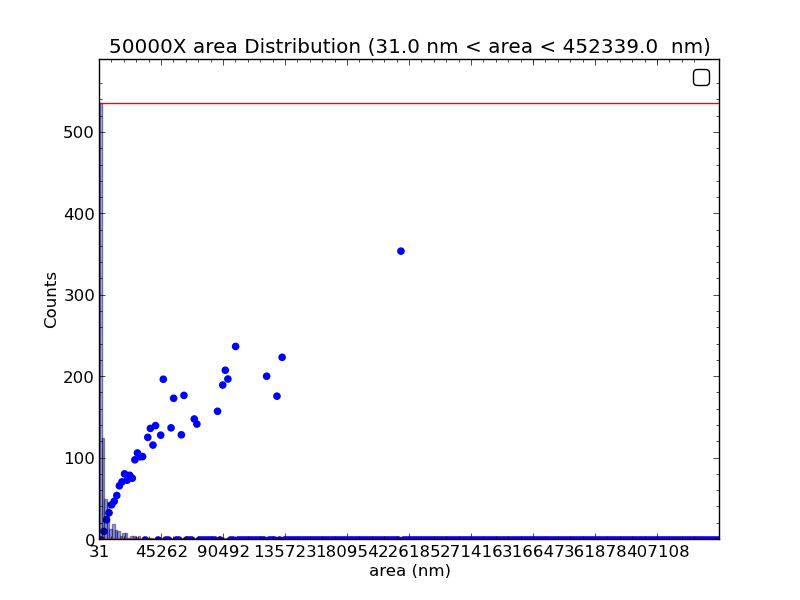 50000X area Distribution (31.0 nm < area < 452339.0  nm)
500
400
300
200
100
0
Counts
31 45262 90492 135723 180954 226185 271416 316647 361878 407108
area (nm)